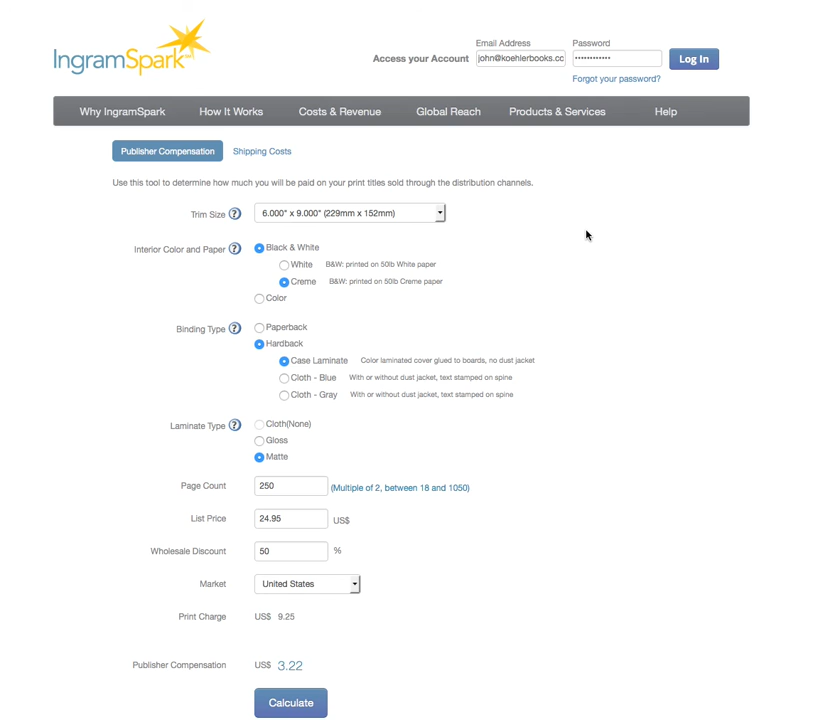 IngramSpark
Email Address
Password
Access your Account
john@koehlerbooks.cc
************
Log In
Forgot your password?
Why IngramSpark
How It Works
Costs & Revenue
Global Reach
Products & Services
Help
Publisher Compensation
Shipping Costs
Use this tool to determine how much you will be paid on your print titles sold through the distribution channels.
Trim Size ? 6.000" x 9.000" (229mm x 152mm)
Interior Color and Paper ? Black & White
White B&W: printed on 50lb White paper
Creme B&W: printed on 50lb Creme paper
Color
Binding Type ? Paperback
Hardback
Case Laminate Color laminated cover glued to boards, no dust jacket
Cloth - Blue With or without dust jacket, text stamped on spine
Cloth - Gray With or without dust jacket, text stamped on spine
Laminate Type ? Cloth(None)
Gloss
Matte
Page Count 250 (Multiple of 2, between 18 and 1050)
List Price 24.95 US$
Wholesale Discount 50 %
Market United States
Print Charge US$ 9.25
Publisher Compensation US$ 3.22
Calculate